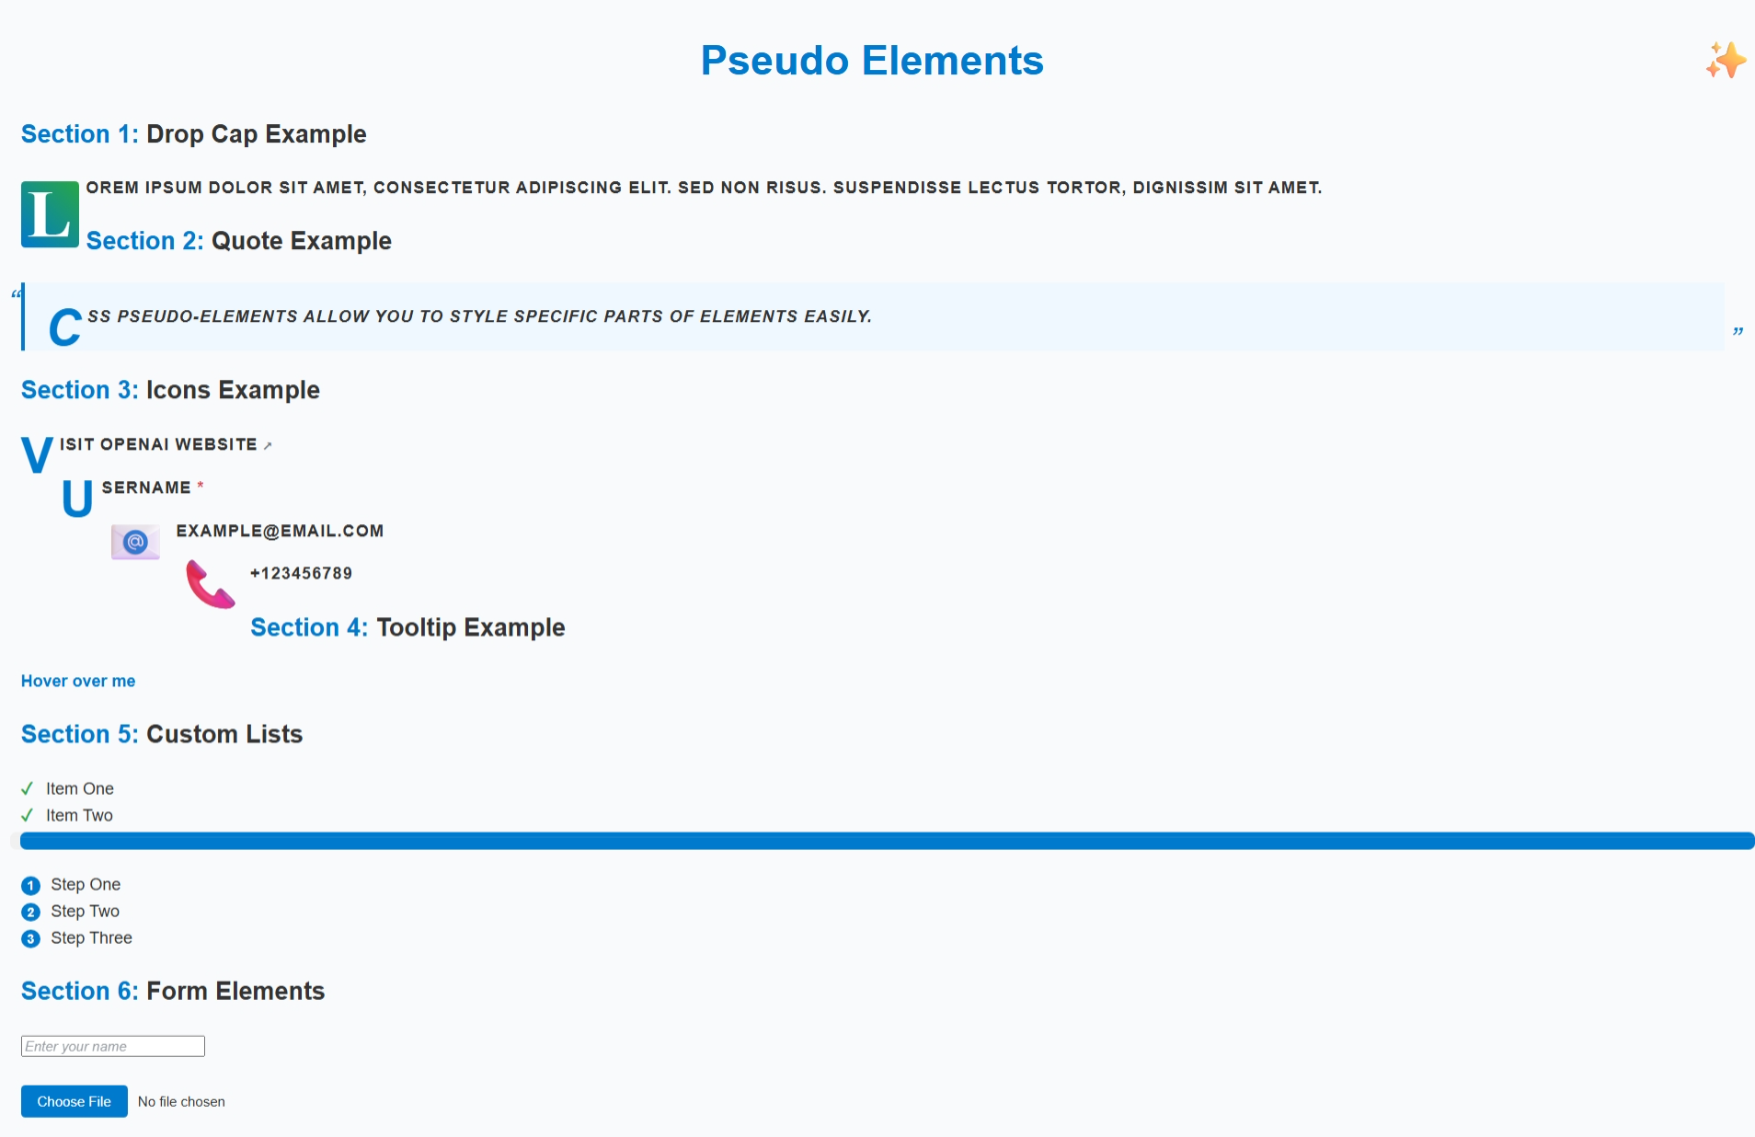 Pseudo Elements
Section 1: Drop Cap Example
LOREM IPSUM DOLOR SIT AMET, CONSECTETUR ADIPISCING ELIT. SED NON RISUS. SUSPENDISSE LECTUS TORTOR, DIGNISSIM SIT AMET.
Section 2: Quote Example
“CSS PSEUDO-ELEMENTS ALLOW YOU TO STYLE SPECIFIC PARTS OF ELEMENTS EASILY.”
Section 3: Icons Example
VISIT OPENAI WEBSITE ↗
USERNAME *
EXAMPLE@EMAIL.COM
+123456789
Section 4: Tooltip Example
Hover over me
Section 5: Custom Lists
✓ Item One
✓ Item Two
1 Step One
2 Step Two
3 Step Three
Section 6: Form Elements
Enter your name
Choose File No file chosen